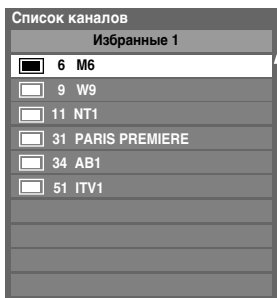 Список каналов
Избранные 1
6 M6
9 W9
11 NT1
31 PARIS PREMIERE
34 AB1
51 ITV1